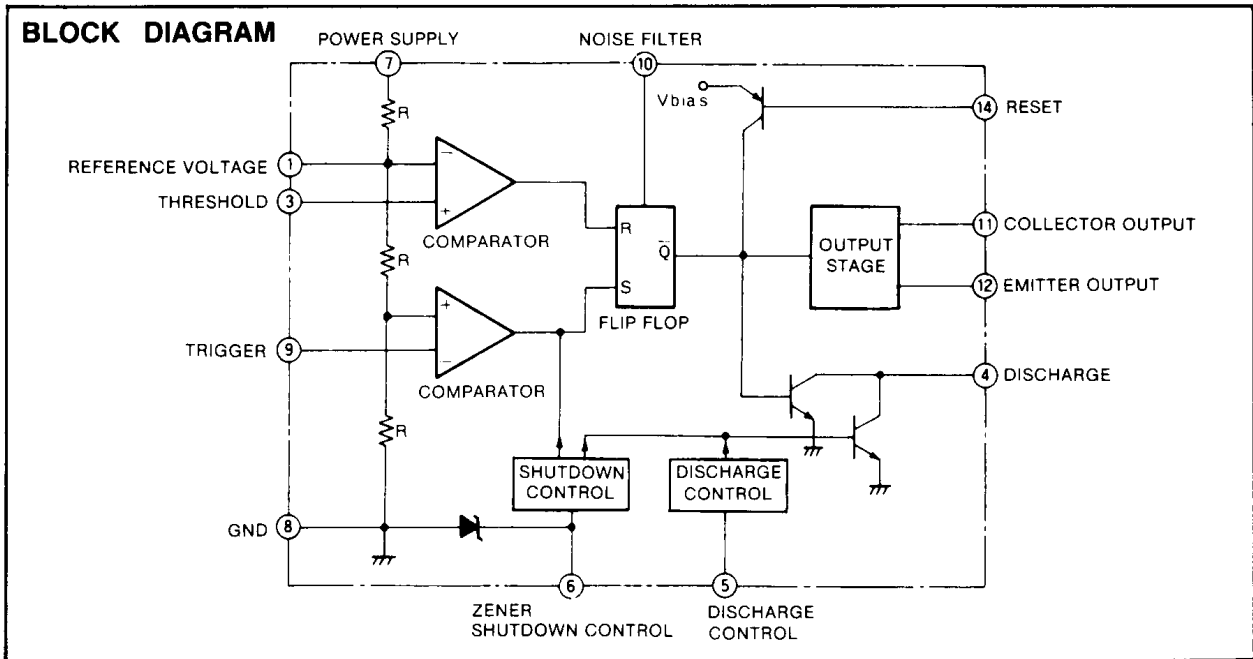 BLOCK DIAGRAM
POWER SUPPLY
NOISE FILTER
7
10
Vbias
14 RESET
R
REFERENCE VOLTAGE 1
−
THRESHOLD 3
+
COMPARATOR
R
R
Q̅
S
FLIP FLOP
OUTPUT
STAGE
11 COLLECTOR OUTPUT
12 EMITTER OUTPUT
+
TRIGGER 9
−
COMPARATOR
4 DISCHARGE
R
SHUTDOWN
CONTROL
DISCHARGE
CONTROL
GND 8
6
5
ZENER
SHUTDOWN CONTROL
DISCHARGE
CONTROL